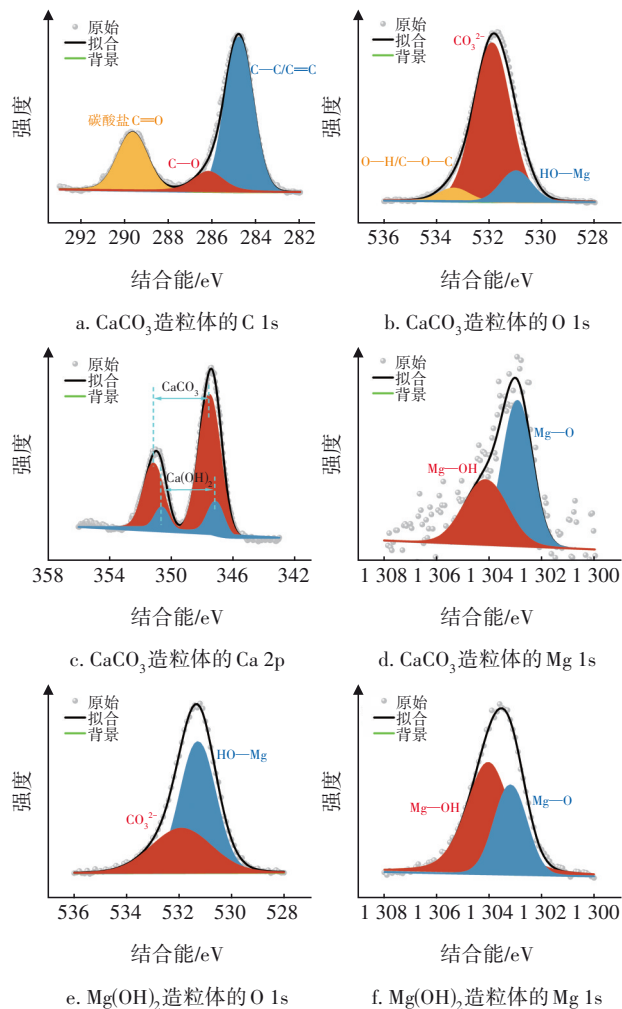 原始
拟合
背景
C—C/C═C
碳酸盐C═O
C—O
强度
292 290 288 286 284 282
结合能/eV
a. CaCO₃造粒体的C 1s
原始
拟合
背景
CO₃²⁻
O—H/C—O—C
HO—Mg
强度
536 534 532 530 528
结合能/eV
b. CaCO₃造粒体的O 1s
原始
拟合
背景
CaCO₃
Ca(OH)₂
强度
358 354 350 346 342
结合能/eV
c. CaCO₃造粒体的Ca 2p
原始
拟合
背景
Mg—O
Mg—OH
强度
1 308 1 306 1 304 1 302 1 300
结合能/eV
d. CaCO₃造粒体的Mg 1s
原始
拟合
背景
HO—Mg
CO₃²⁻
强度
536 534 532 530 528
结合能/eV
e. Mg(OH)₂造粒体的O 1s
原始
拟合
背景
Mg—OH
Mg—O
强度
1 308 1 306 1 304 1 302 1 300
结合能/eV
f. Mg(OH)₂造粒体的Mg 1s